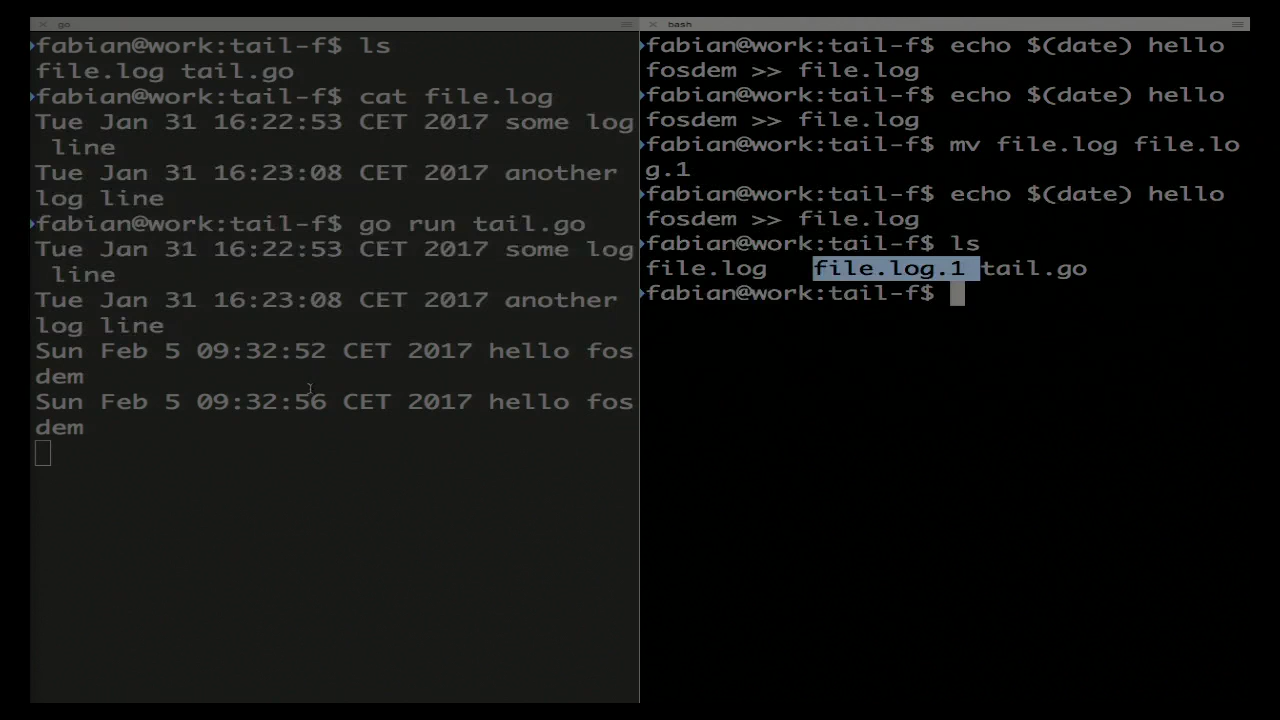 go
fabian@work:tail-f$ ls
file.log tail.go
fabian@work:tail-f$ cat file.log
Tue Jan 31 16:22:53 CET 2017 some log
line
Tue Jan 31 16:23:08 CET 2017 another
log line
fabian@work:tail-f$ go run tail.go
Tue Jan 31 16:22:53 CET 2017 some log
line
Tue Jan 31 16:23:08 CET 2017 another
log line
Sun Feb 5 09:32:52 CET 2017 hello fos
dem
Sun Feb 5 09:32:56 CET 2017 hello fos
dem
bash
fabian@work:tail-f$ echo $(date) hello
fosdem >> file.log
fabian@work:tail-f$ echo $(date) hello
fosdem >> file.log
fabian@work:tail-f$ mv file.log file.lo
g.1
fabian@work:tail-f$ echo $(date) hello
fosdem >> file.log
fabian@work:tail-f$ ls
file.log file.log.1 tail.go
fabian@work:tail-f$